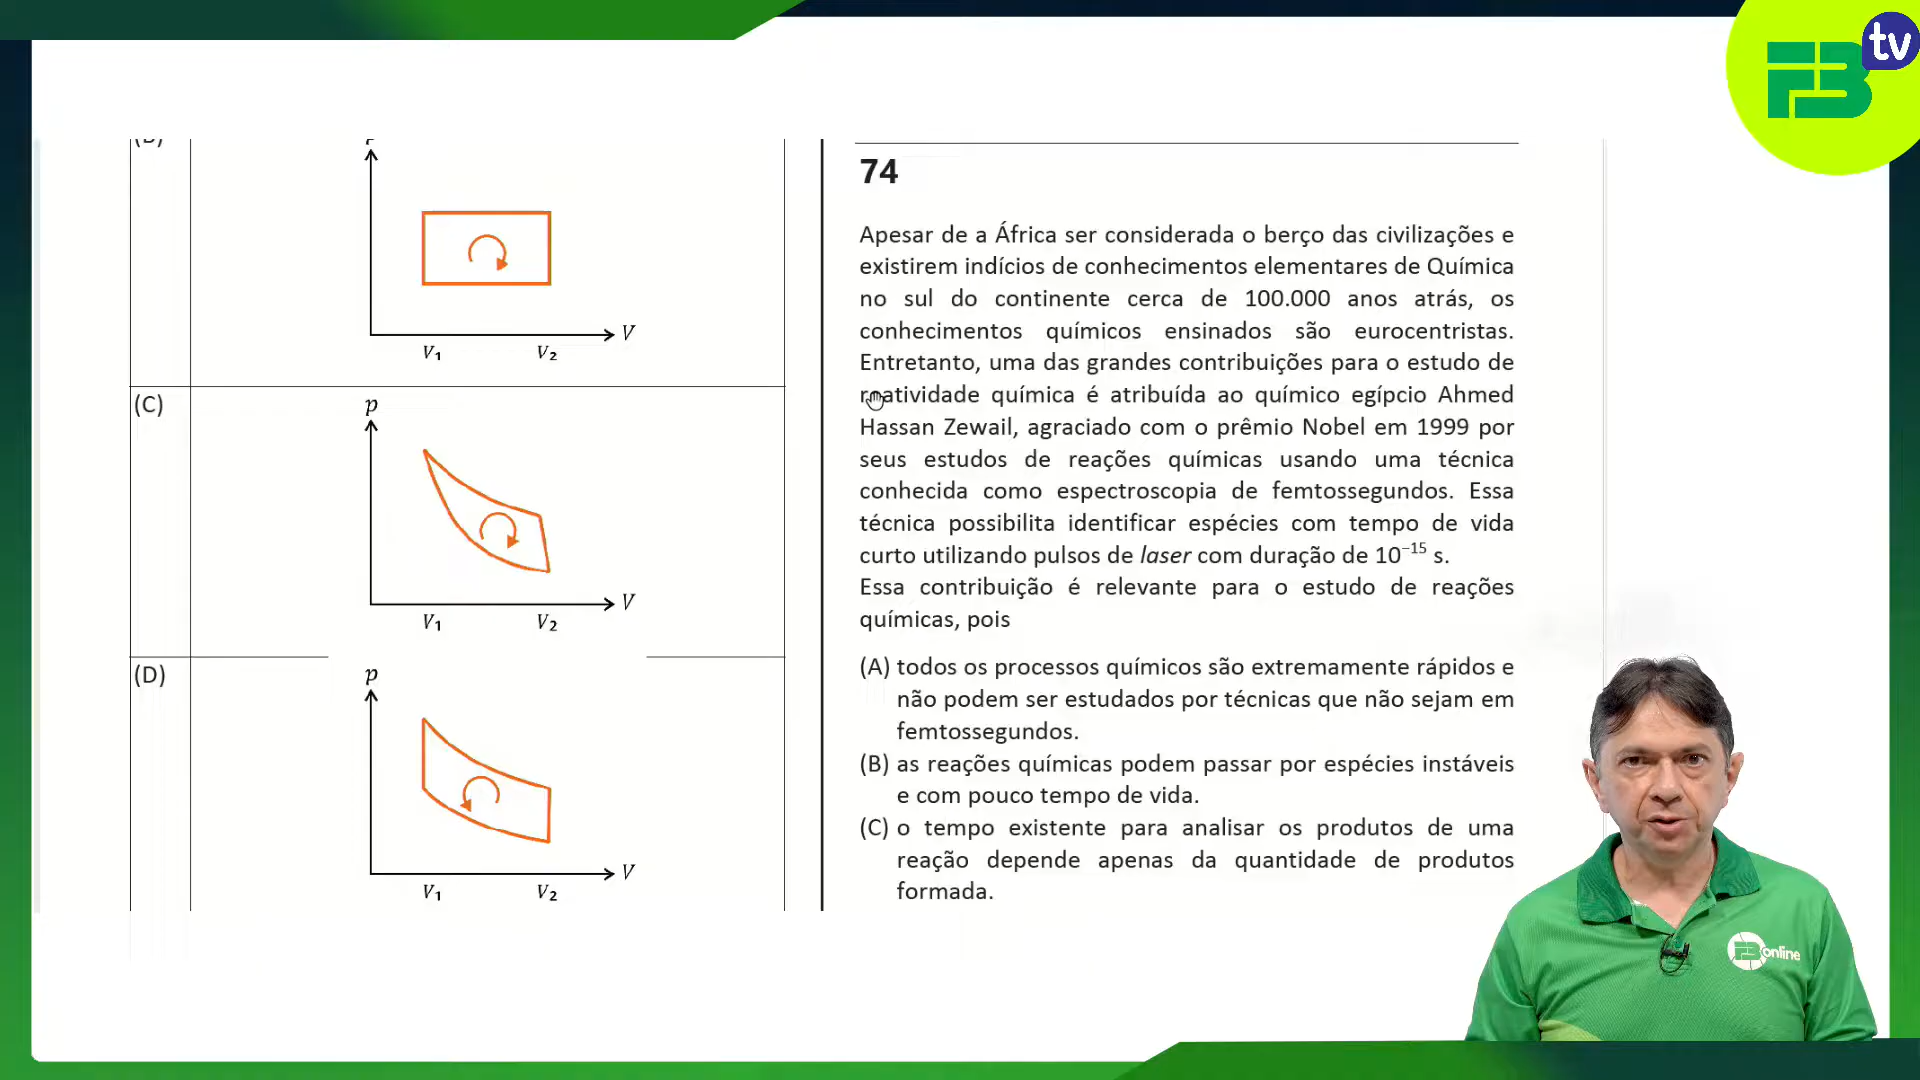 FB tv
p
V
V₁ V₂
(C)
p
V
V₁ V₂
(D)
p
V
V₁ V₂
74
Apesar de a África ser considerada o berço das civilizações e
existirem indícios de conhecimentos elementares de Química
no sul do continente cerca de 100.000 anos atrás, os
conhecimentos químicos ensinados são eurocentristas.
Entretanto, uma das grandes contribuições para o estudo de
reatividade química é atribuída ao químico egípcio Ahmed
Hassan Zewail, agraciado com o prêmio Nobel em 1999 por
seus estudos de reações químicas usando uma técnica
conhecida como espectroscopia de femtossegundos. Essa
técnica possibilita identificar espécies com tempo de vida
curto utilizando pulsos de laser com duração de 10⁻¹⁵ s.
Essa contribuição é relevante para o estudo de reações
químicas, pois
(A) todos os processos químicos são extremamente rápidos e
não podem ser estudados por técnicas que não sejam em
femtossegundos.
(B) as reações químicas podem passar por espécies instáveis
e com pouco tempo de vida.
(C) o tempo existente para analisar os produtos de uma
reação depende apenas da quantidade de produtos
formada.
FB online